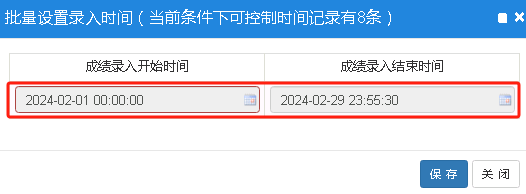 批量设置录入时间（当前条件下可控制时间记录有8条）
成绩录入开始时间 成绩录入结束时间
2024-02-01 00:00:00 2024-02-29 23:55:30
保存 关闭